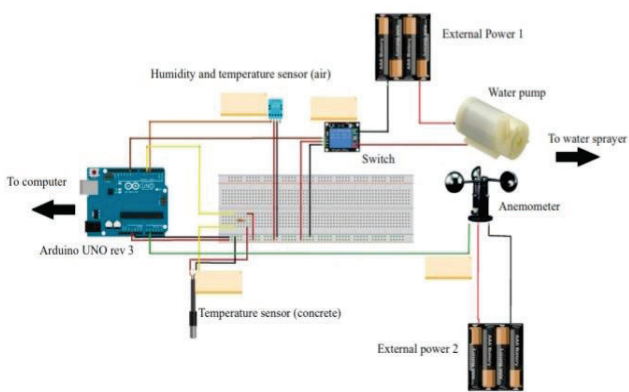 External Power 1
Humidity and temperature sensor (air)
Water pump
To water sprayer
Switch
To computer
Anemometer
UNO
Arduino UNO rev 3
Temperature sensor (concrete)
External power 2